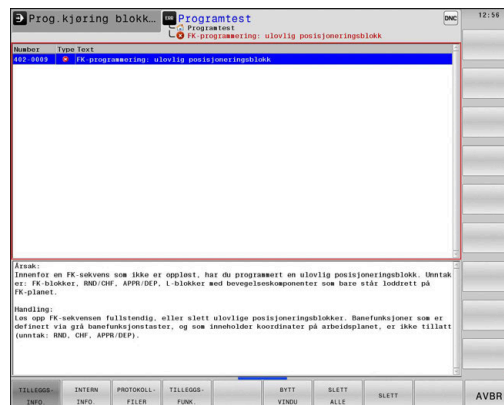 Prog.kjøring blokk…
Programtest
DNC
12:56
Programtest
FK-programmering: ulovlig posisjoneringsblokk
Number Type Text
402-0009 FK-programmering: ulovlig posisjoneringsblokk
Årsak:
Innenfor en FK-sekvens som ikke er oppløst, har du programmert en ulovlig posisjoneringsblokk. Unntak
er: FK-blokker, RND/CHF, APPR/DEP, L-blokker med bevegelseskomponenter som bare står loddrett på
FK-planet.
Handling:
Løs opp FK-sekvensen fullstendig, eller slett ulovlige posisjoneringsblokker. Banefunksjoner som er
definert via grå banefunksjonstaster, og som inneholder koordinater på arbeidsplanet, er ikke tillatt
(unntak: RND, CHF, APPR/DEP).
TILLEGGS-
INFO.
INTERN
INFO.
PROTOKOLL-
FILER
TILLEGGS-
FUNK.
BYTT
VINDU
SLETT
ALLE
SLETT
AVBR